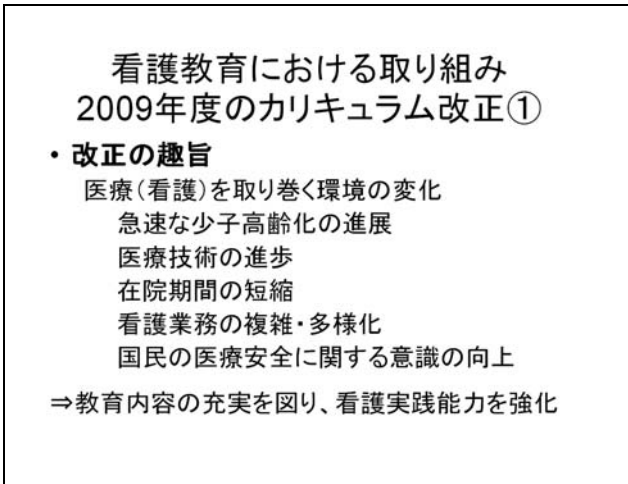 看護教育における取り組み
2009年度のカリキュラム改正①
・改正の趣旨
医療(看護)を取り巻く環境の変化
急速な少子高齢化の進展
医療技術の進歩
在院期間の短縮
看護業務の複雑・多様化
国民の医療安全に関する意識の向上
⇒教育内容の充実を図り、看護実践能力を強化